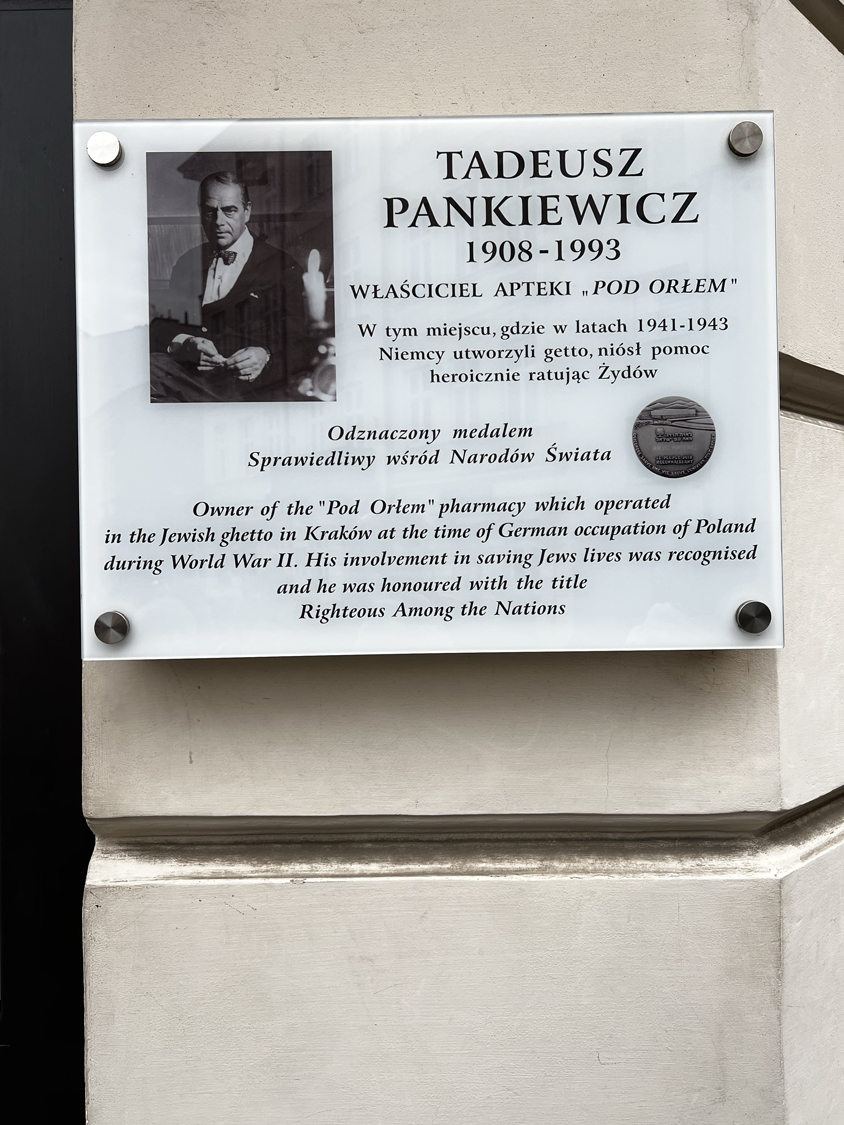 TADEUSZ
PANKIEWICZ
1908-1993
WŁAŚCICIEL APTEKI „POD ORŁEM"
W tym miejscu, gdzie w latach 1941-1943
Niemcy utworzyli getto, niósł pomoc
heroicznie ratując Żydów
Odznaczony medalem
Sprawiedliwy wśród Narodów Świata
Owner of the "Pod Orłem" pharmacy which operated
in the Jewish ghetto in Kraków at the time of German occupation of Poland
during World War II. His involvement in saving Jews lives was recognised
and he was honoured with the title
Righteous Among the Nations